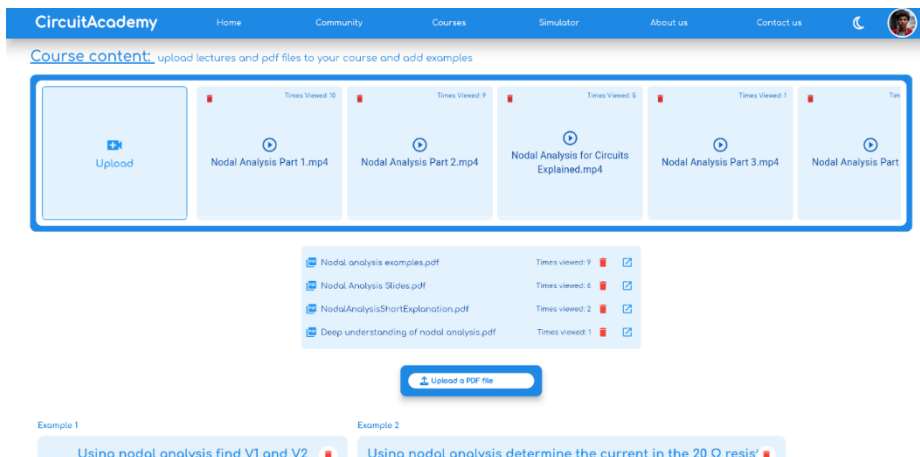 CircuitAcademy Home Community Courses Simulator About us Contact us
Course content: upload lectures and pdf files to your course and add examples
Times Viewed: 10 Times Viewed: 9 Times Viewed: 5 Times Viewed: 1 Tim
Upload
Nodal Analysis Part 1.mp4
Nodal Analysis Part 2.mp4
Nodal Analysis for Circuits
Explained.mp4
Nodal Analysis Part 3.mp4
Nodal Analysis Part
Nodal analysis examples.pdf Times viewed: 9
Nodal Analysis Slides.pdf Times viewed: 6
NodalAnalysisShortExplanation.pdf Times viewed: 2
Deep understanding of nodal analysis.pdf Times viewed: 1
Upload a PDF file
Example 1 Example 2
Using nodal analysis find V1 and V2 Using nodal analysis determine the current in the 20 Ω resis